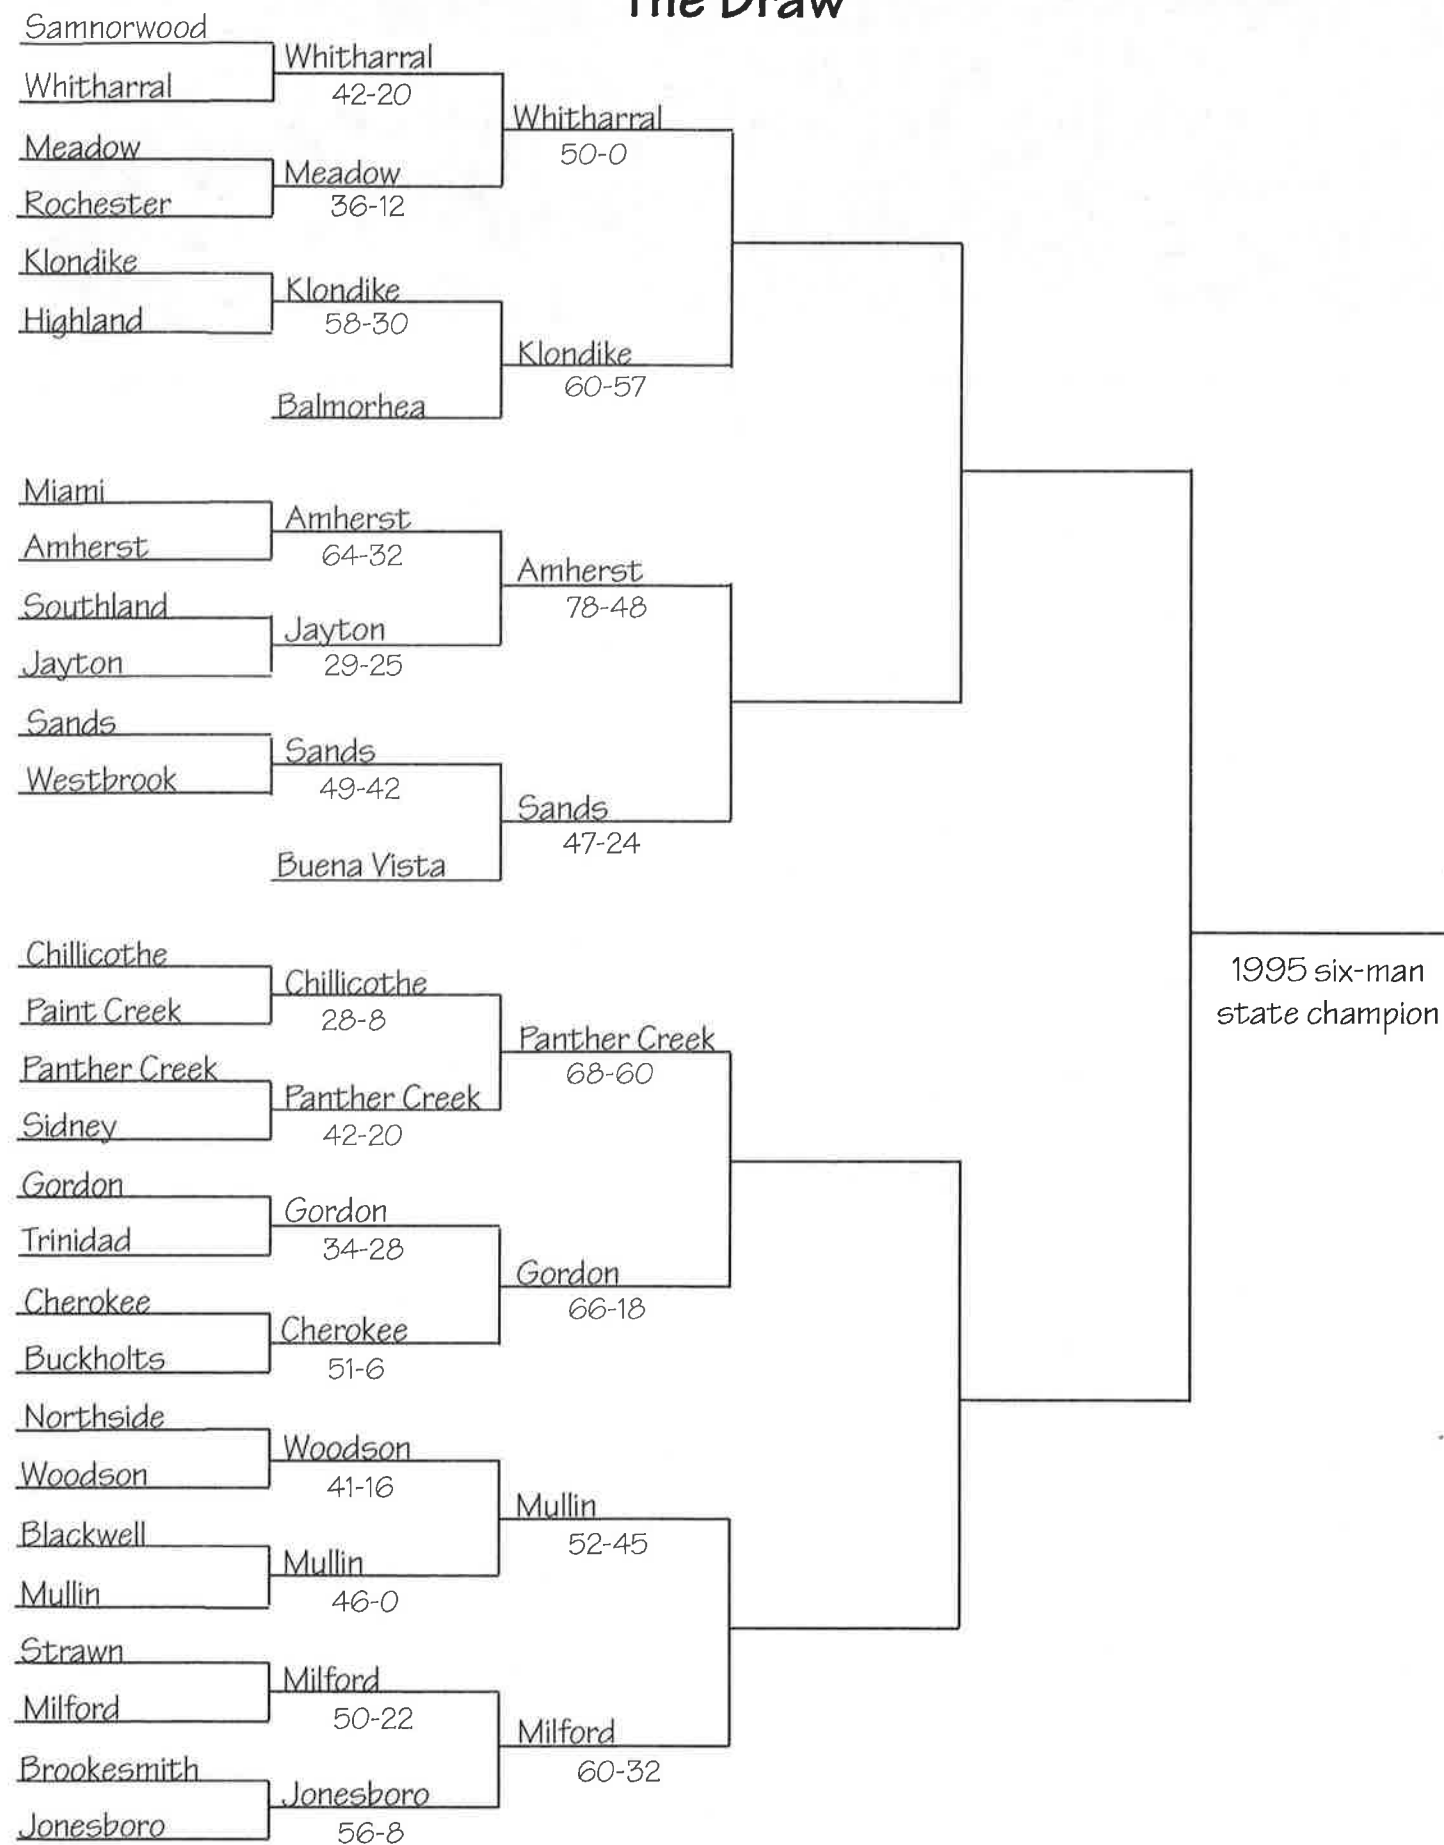 The Draw
Samnorwood
Whitharral
Whitharral
42-20
Whitharral
50-0
Meadow
Meadow
36-12
Rochester
Klondike
Klondike
58-30
Highland
Klondike
60-57
Balmorhea
Miami
Amherst
64-32
Amherst
Amherst
78-48
Southland
Jayton
29-25
Jayton
Sands
Sands
49-42
Westbrook
Sands
47-24
Buena Vista
Chillicothe
Chillicothe
28-8
Paint Creek
Panther Creek
68-60
Panther Creek
Panther Creek
42-20
Sidney
Gordon
Gordon
34-28
Trinidad
Gordon
66-18
Cherokee
Cherokee
51-6
Buckholts
Northside
Woodson
41-16
Woodson
Mullin
52-45
Blackwell
Mullin
46-0
Mullin
Strawn
Milford
50-22
Milford
Milford
60-32
Brookesmith
Jonesboro
56-8
Jonesboro
1995 six-man
state champion